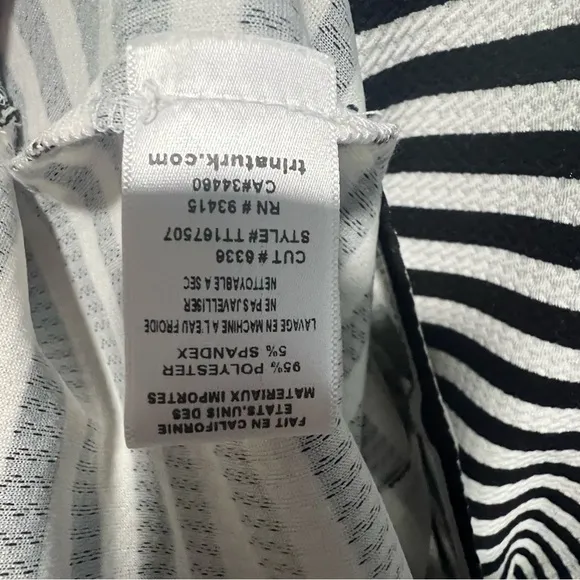 FAIT EN CALIFORNIE
ETATS.UNIS DES
MATERIAUX IMPORTES
95% POLYESTER
5% SPANDEX
LAVAGE EN MACHINE A L'EAU FROIDE
NE PAS JAVELLISER
NETTOYABLE A SEC
CUT # 6336
STYLE# TT167507
RN # 93415
CA#34480
trinaturk.com